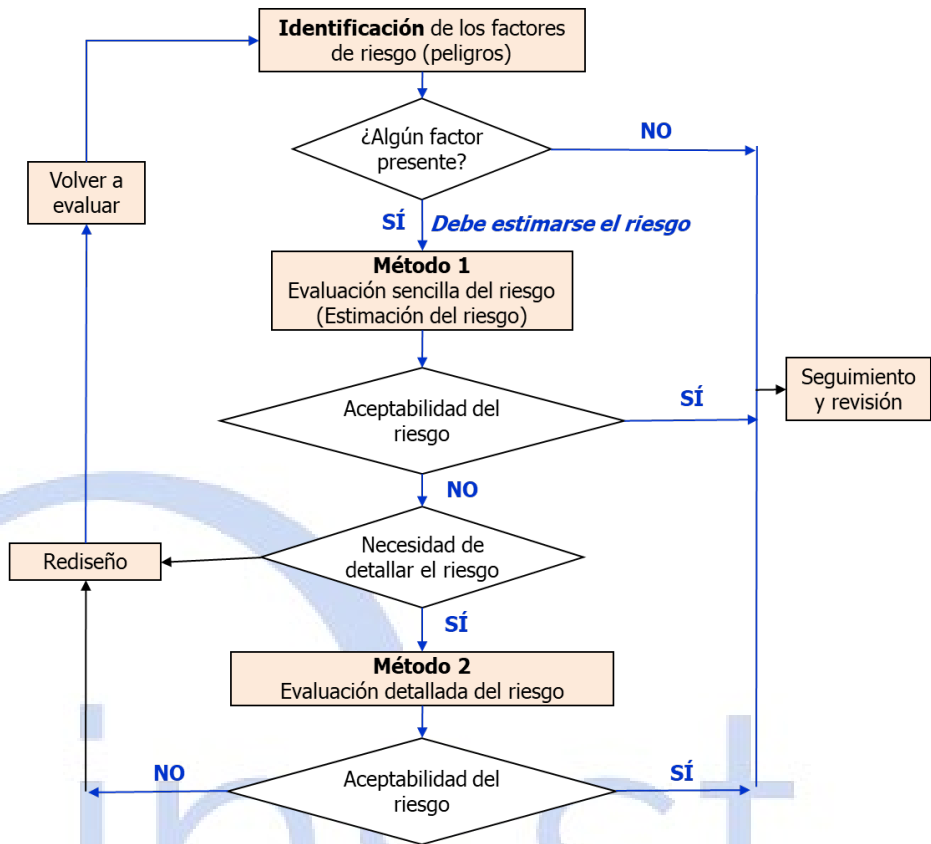 Identificación de los factores
de riesgo (peligros)
¿Algún factor
presente?
NO
Volver a
evaluar
SÍ
Debe estimarse el riesgo
Método 1
Evaluación sencilla del riesgo
(Estimación del riesgo)
Aceptabilidad del
riesgo
SÍ
Seguimiento
y revisión
NO
Necesidad de
detallar el riesgo
Rediseño
SÍ
Método 2
Evaluación detallada del riesgo
NO
Aceptabilidad del
riesgo
SÍ